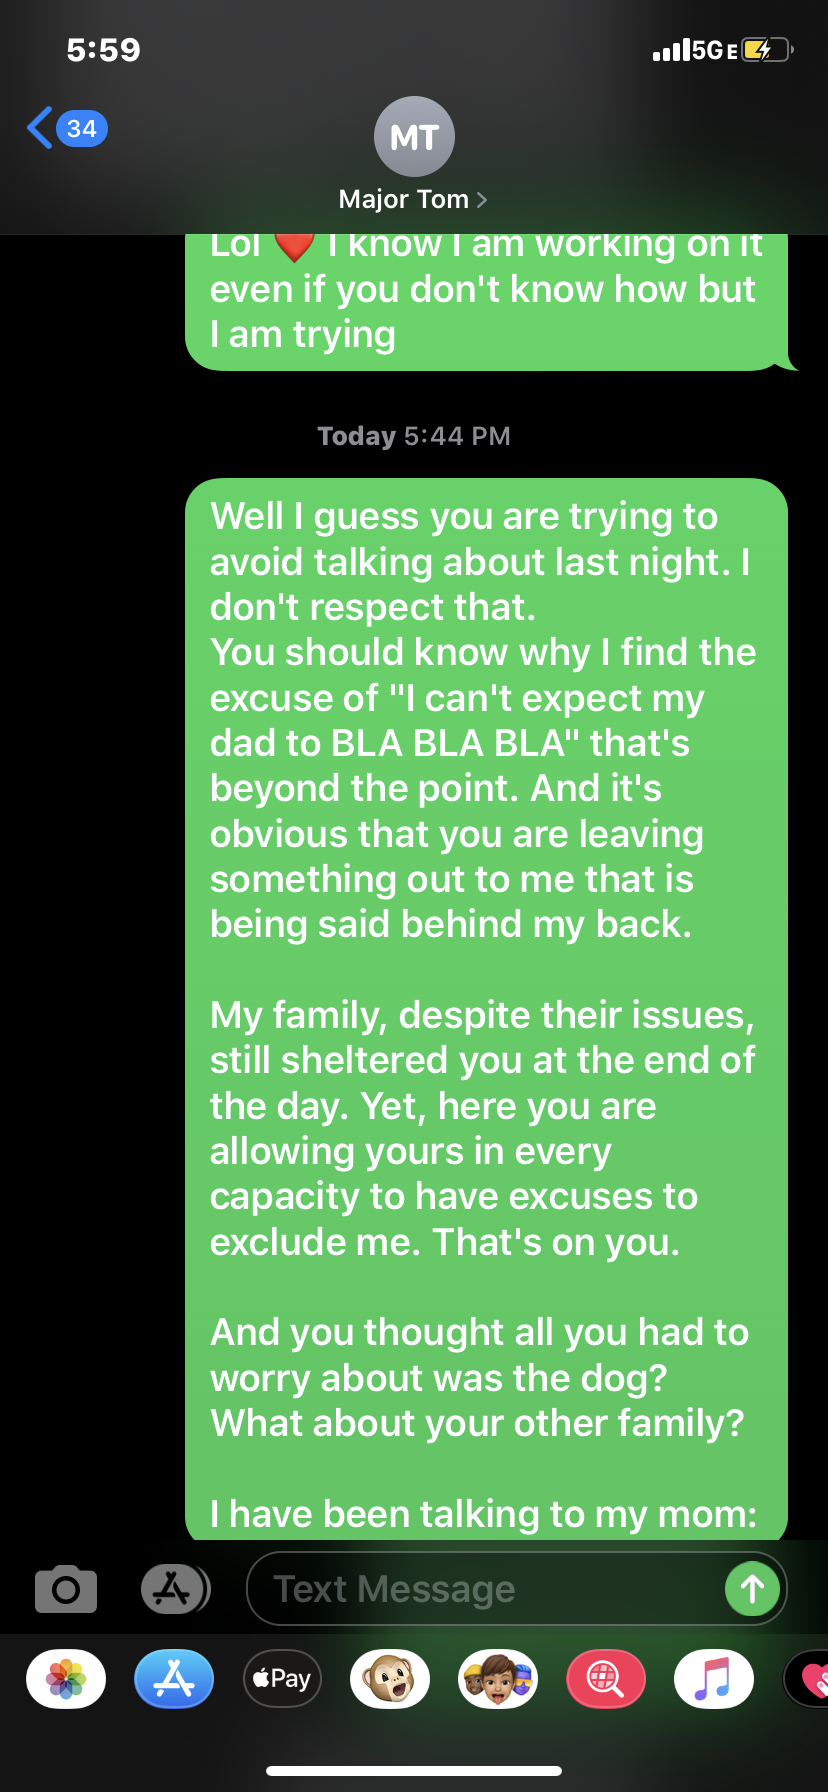 5:59
5G E
34
MT
Major Tom
Lol ❤️ I know I am working on it
even if you don't know how but
I am trying
Today 5:44 PM
Well I guess you are trying to
avoid talking about last night. I
don't respect that.
You should know why I find the
excuse of "I can't expect my
dad to BLA BLA BLA" that's
beyond the point. And it's
obvious that you are leaving
something out to me that is
being said behind my back.
My family, despite their issues,
still sheltered you at the end of
the day. Yet, here you are
allowing yours in every
capacity to have excuses to
exclude me. That's on you.
And you thought all you had to
worry about was the dog?
What about your other family?
I have been talking to my mom:
Text Message
Pay